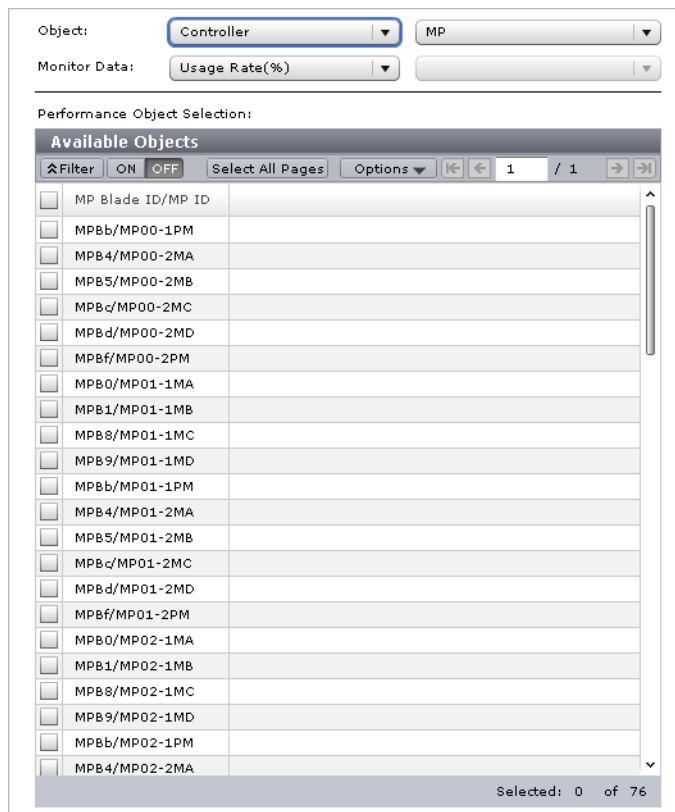 Object: Controller MP
Monitor Data: Usage Rate(%)
Performance Object Selection:
Available Objects
Filter ON OFF Select All Pages Options 1 / 1
MP Blade ID/MP ID
MPBb/MP00-1PM
MPB4/MP00-2MA
MPB5/MP00-2MB
MPBc/MP00-2MC
MPBd/MP00-2MD
MPBf/MP00-2PM
MPB0/MP01-1MA
MPB1/MP01-1MB
MPB8/MP01-1MC
MPB9/MP01-1MD
MPBb/MP01-1PM
MPB4/MP01-2MA
MPB5/MP01-2MB
MPBc/MP01-2MC
MPBd/MP01-2MD
MPBf/MP01-2PM
MPB0/MP02-1MA
MPB1/MP02-1MB
MPB8/MP02-1MC
MPB9/MP02-1MD
MPBb/MP02-1PM
MPB4/MP02-2MA
Selected: 0 of 76